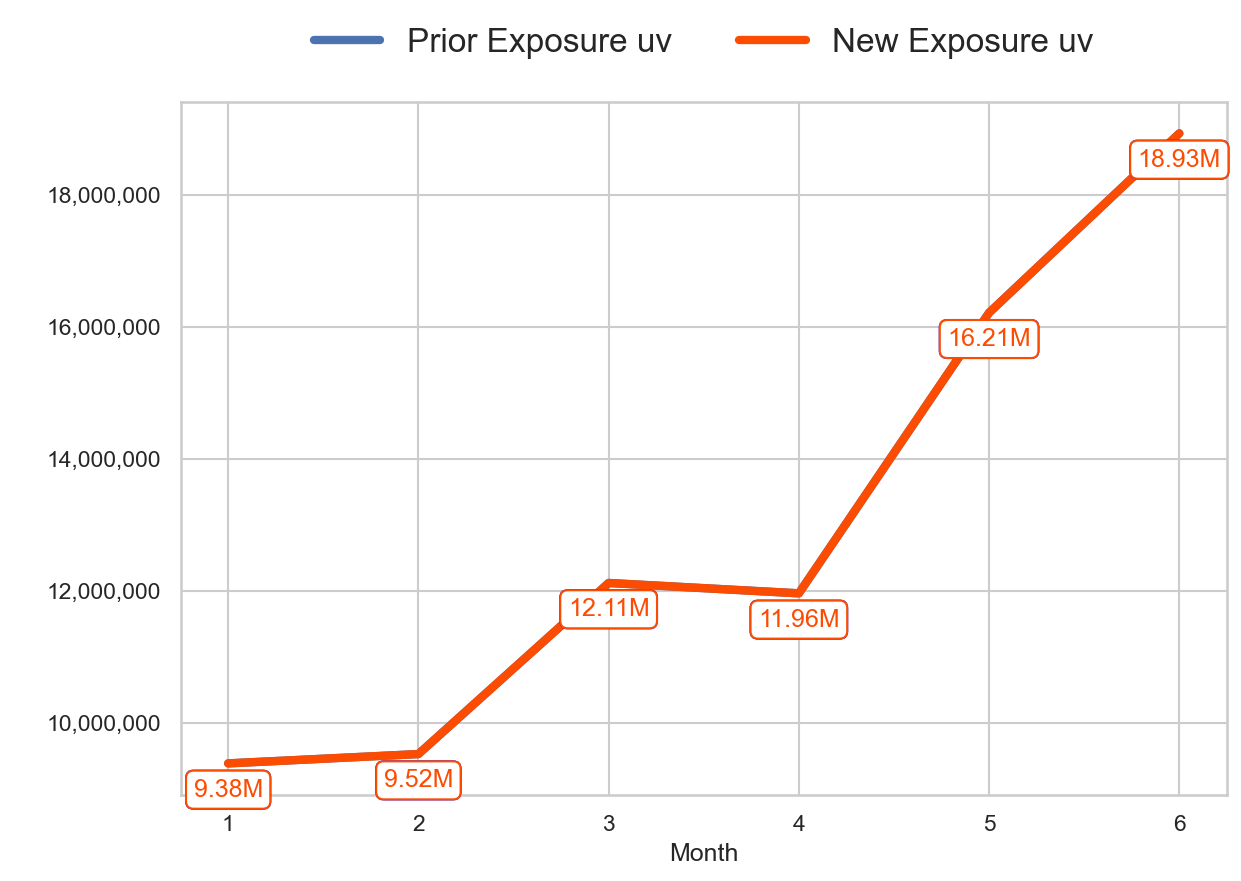 Prior Exposure uv New Exposure uv
18.93M
18,000,000
16,000,000
16.21M
14,000,000
12,000,000
12.11M
11.96M
10,000,000
9.52M
9.38M
1 2 3 4 5 6
Month